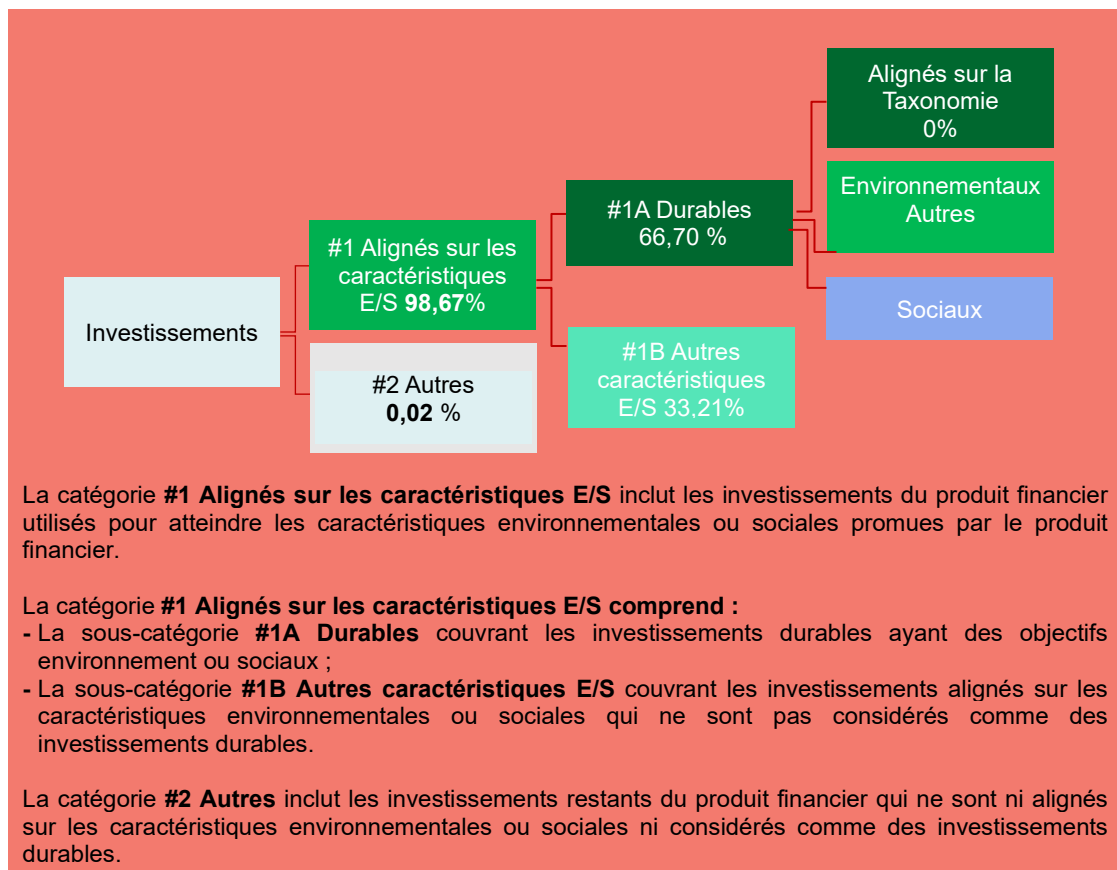 Alignés sur la
Taxonomie
0%
Environnementaux
Autres
#1A Durables
66,70 %
#1 Alignés sur les
caractéristiques
E/S 98,67%
Sociaux
Investissements
#1B Autres
caractéristiques
E/S 33,21%
#2 Autres
0,02 %
La catégorie #1 Alignés sur les caractéristiques E/S inclut les investissements du produit financier
utilisés pour atteindre les caractéristiques environnementales ou sociales promues par le produit
financier.
La catégorie #1 Alignés sur les caractéristiques E/S comprend :
- La sous-catégorie #1A Durables couvrant les investissements durables ayant des objectifs
environnement ou sociaux ;
- La sous-catégorie #1B Autres caractéristiques E/S couvrant les investissements alignés sur les
caractéristiques environnementales ou sociales qui ne sont pas considérés comme des
investissements durables.
La catégorie #2 Autres inclut les investissements restants du produit financier qui ne sont ni alignés
sur les caractéristiques environnementales ou sociales ni considérés comme des investissements
durables.